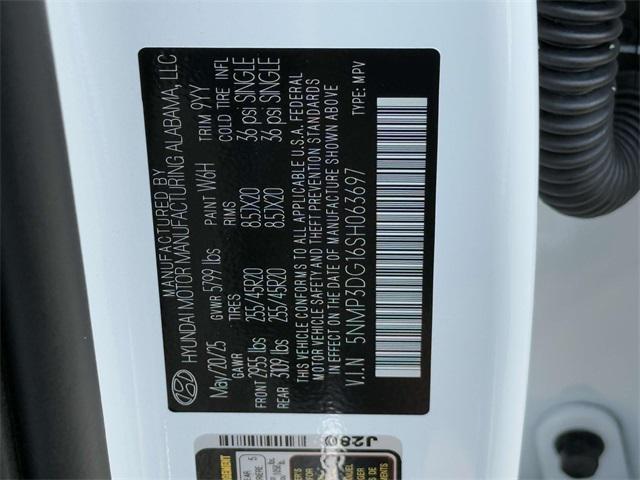 MANUFACTURED BY
HYUNDAI MOTOR MANUFACTURING ALABAMA, LLC
May/20/25 GVWR 5799 lbs PAINT W6H TRIM 9YY
GAWR TIRES RIMS COLD TIRE INFL
FRONT 2955 lbs 255/45R20 8.5JX20 36 psi SINGLE
REAR 3109 lbs 255/45R20 8.5JX20 36 psi SINGLE
THIS VEHICLE CONFORMS TO ALL APPLICABLE U.S.A. FEDERAL
MOTOR VEHICLE SAFETY AND THEFT PREVENTION STANDARDS
IN EFFECT ON THE DATE OF MANUFACTURE SHOWN ABOVE.
V.I.N 5NMP3DG16SH063697 TYPE: MPV
J280